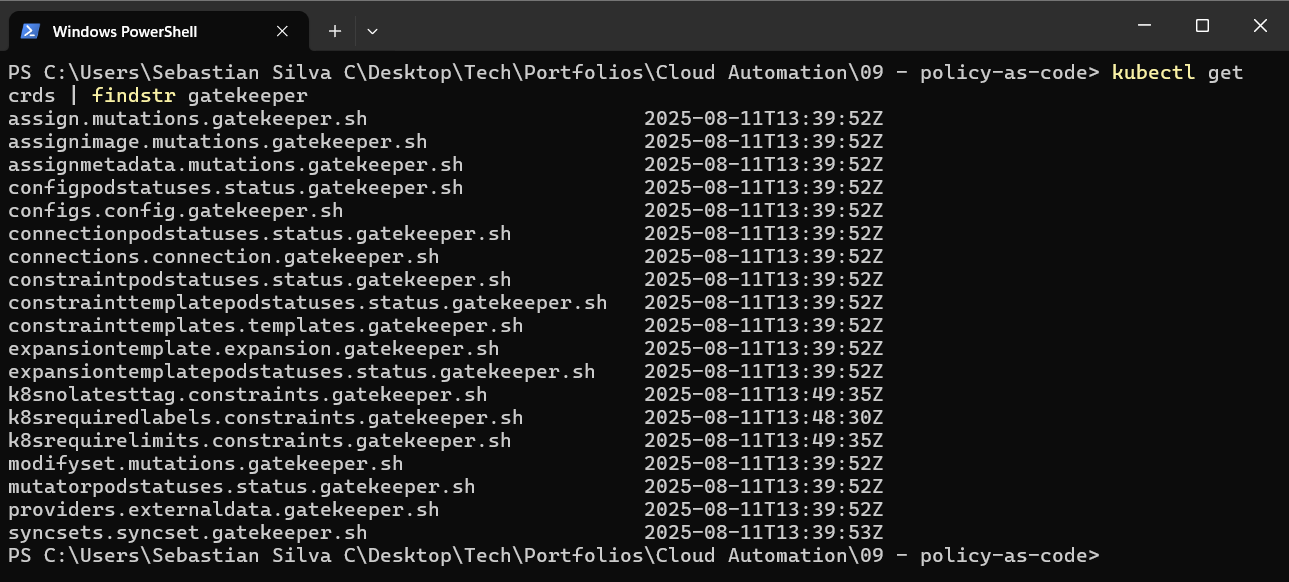 Windows PowerShell
PS C:\Users\Sebastian Silva C\Desktop\Tech\Portfolios\Cloud Automation\09 - policy-as-code> kubectl get
crds | findstr gatekeeper
assign.mutations.gatekeeper.sh 2025-08-11T13:39:52Z
assignimage.mutations.gatekeeper.sh 2025-08-11T13:39:52Z
assignmetadata.mutations.gatekeeper.sh 2025-08-11T13:39:52Z
configpodstatuses.status.gatekeeper.sh 2025-08-11T13:39:52Z
configs.config.gatekeeper.sh 2025-08-11T13:39:52Z
connectionpodstatuses.status.gatekeeper.sh 2025-08-11T13:39:52Z
connections.connection.gatekeeper.sh 2025-08-11T13:39:52Z
constraintpodstatuses.status.gatekeeper.sh 2025-08-11T13:39:52Z
constrainttemplatepodstatuses.status.gatekeeper.sh 2025-08-11T13:39:52Z
constrainttemplates.templates.gatekeeper.sh 2025-08-11T13:39:52Z
expansiontemplate.expansion.gatekeeper.sh 2025-08-11T13:39:52Z
expansiontemplatepodstatuses.status.gatekeeper.sh 2025-08-11T13:39:52Z
k8snolatesttag.constraints.gatekeeper.sh 2025-08-11T13:49:35Z
k8srequiredlabels.constraints.gatekeeper.sh 2025-08-11T13:48:30Z
k8srequirelimits.constraints.gatekeeper.sh 2025-08-11T13:49:35Z
modifyset.mutations.gatekeeper.sh 2025-08-11T13:39:52Z
mutatorpodstatuses.status.gatekeeper.sh 2025-08-11T13:39:52Z
providers.externaldata.gatekeeper.sh 2025-08-11T13:39:52Z
syncsets.syncset.gatekeeper.sh 2025-08-11T13:39:53Z
PS C:\Users\Sebastian Silva C\Desktop\Tech\Portfolios\Cloud Automation\09 - policy-as-code>